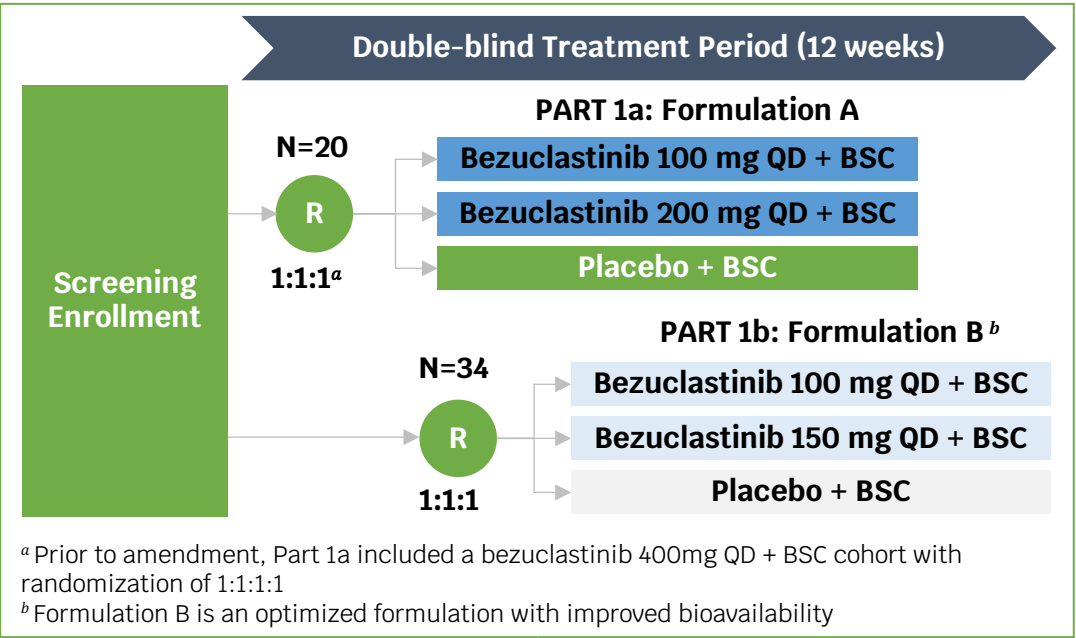 Double-blind Treatment Period (12 weeks)
Screening
Enrollment
PART 1a: Formulation A
N=20
R
1:1:1ᵃ
Bezuclastinib 100 mg QD + BSC
Bezuclastinib 200 mg QD + BSC
Placebo + BSC
PART 1b: Formulation B ᵇ
N=34
R
1:1:1
Bezuclastinib 100 mg QD + BSC
Bezuclastinib 150 mg QD + BSC
Placebo + BSC
ᵃ Prior to amendment, Part 1a included a bezuclastinib 400mg QD + BSC cohort with
randomization of 1:1:1:1
ᵇ Formulation B is an optimized formulation with improved bioavailability